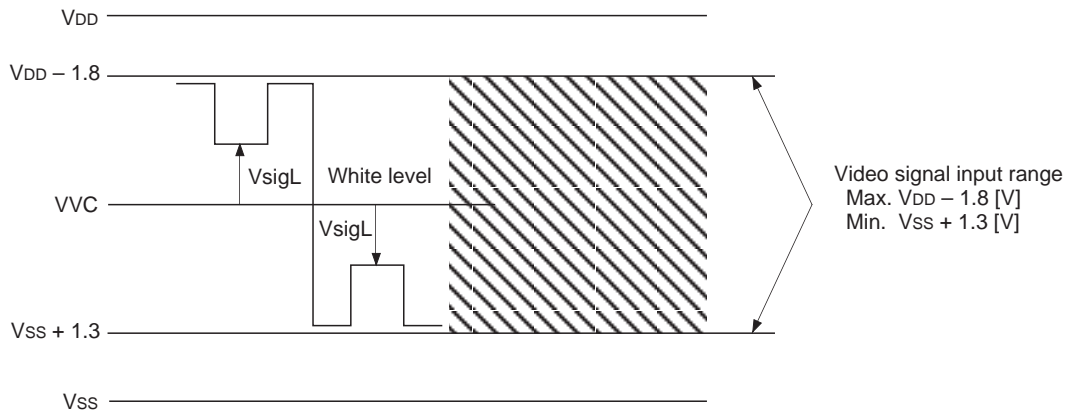 VDD
VDD – 1.8
VsigL
White level
VVC
VsigL
VSS + 1.3
VSS
Video signal input range
Max. VDD – 1.8 [V]
Min. VSS + 1.3 [V]